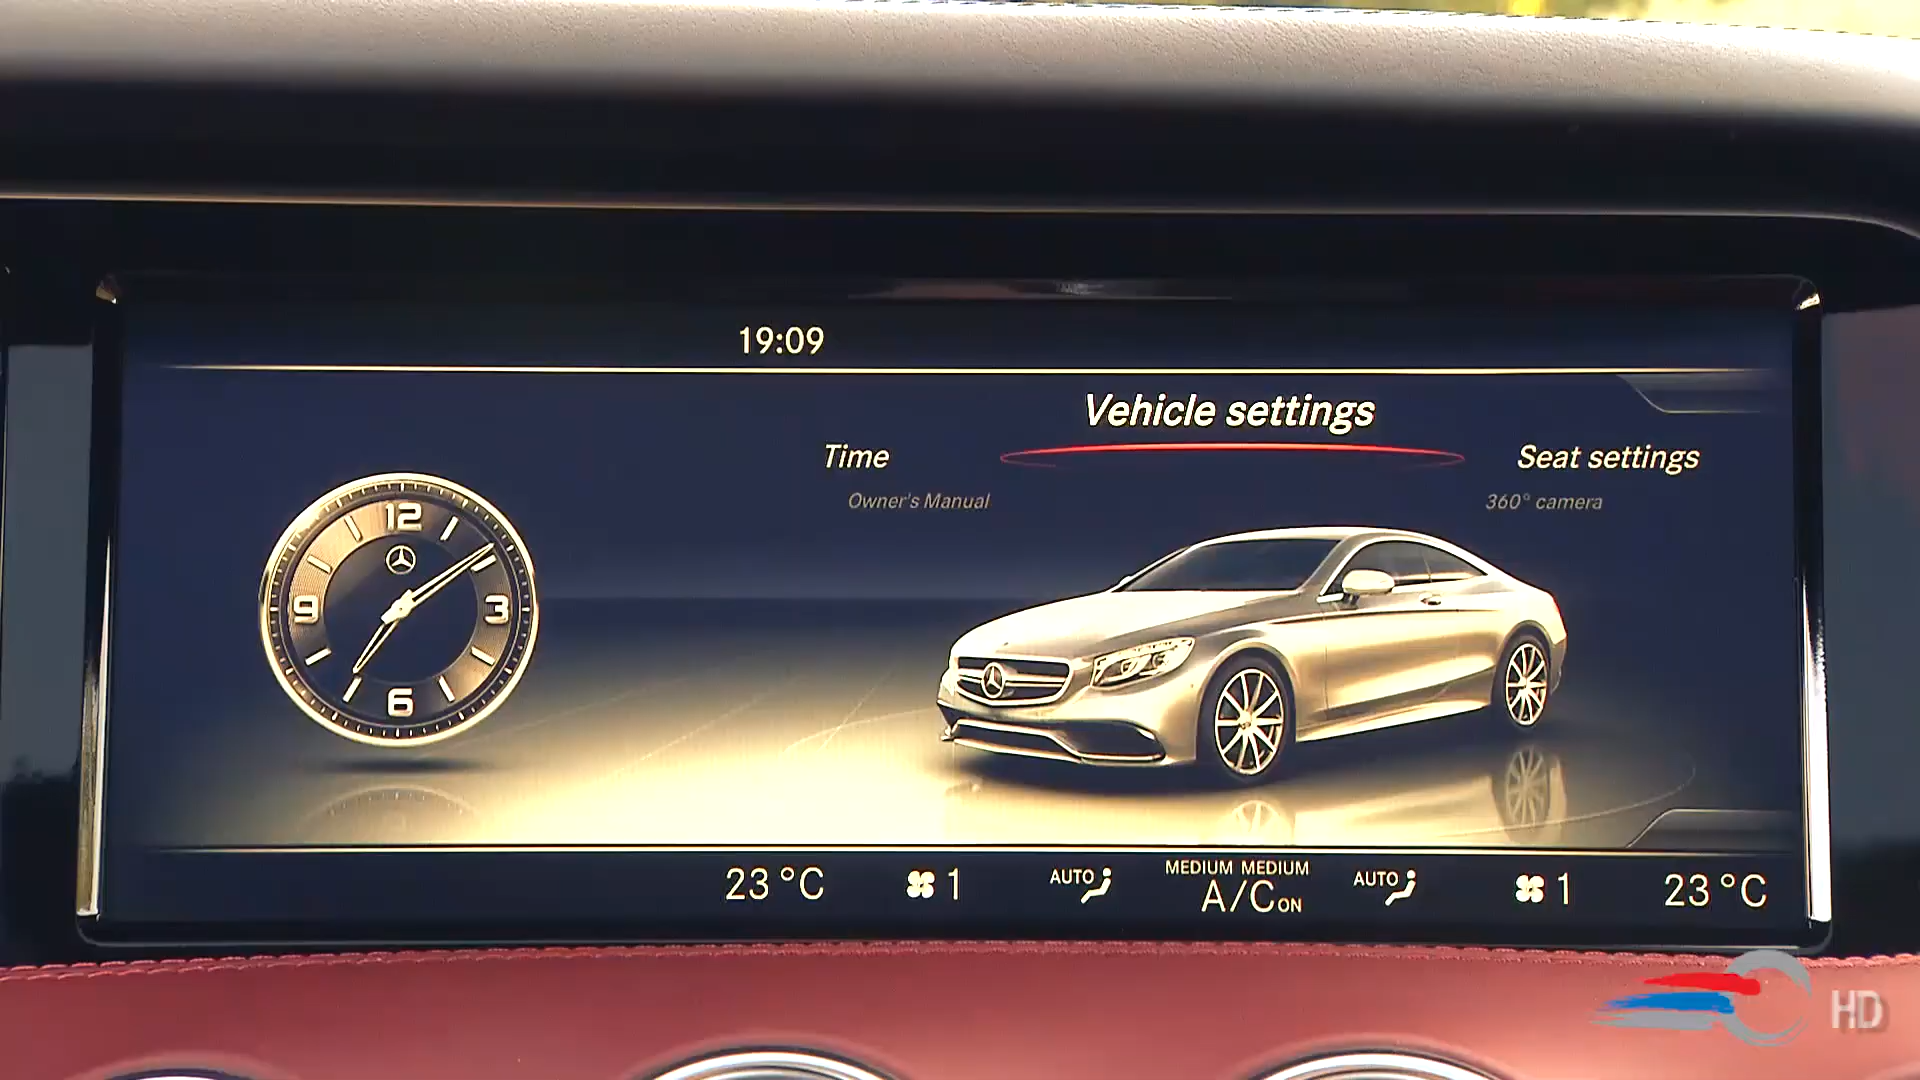 19:09
Vehicle settings
Time
Seat settings
Owner's Manual
360° camera
12
9
3
6
23 °C
1
AUTO
MEDIUM MEDIUM
A/C ON
AUTO
1
23 °C
HD